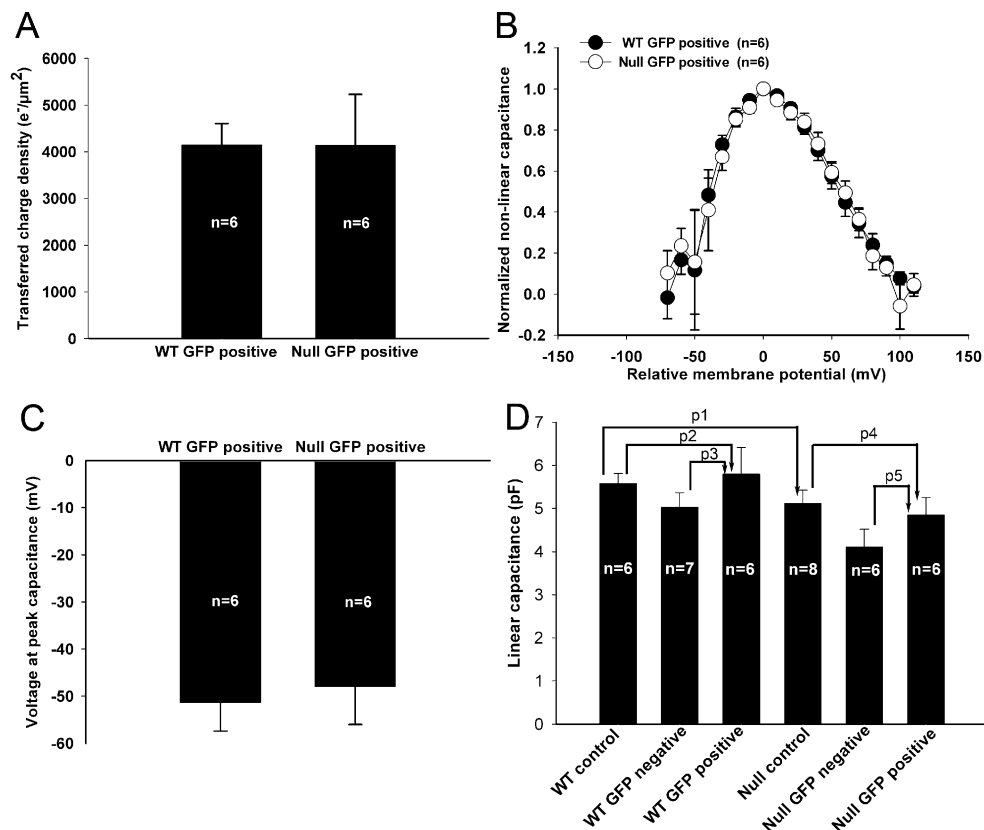 A
Transferred charge density (e⁻/µm²)
6000
5000
4000
3000
2000
1000
0
n=6
n=6
WT GFP positive
Null GFP positive
B
WT GFP positive (n=6)
Null GFP positive (n=6)
Normalized non-linear capacitance
1.2
1.0
0.8
0.6
0.4
0.2
0.0
-0.2
-150
-100
-50
0
50
100
150
Relative membrane potential (mV)
C
WT GFP positive
Null GFP positive
Voltage at peak capacitance (mV)
0
-10
-20
-30
-40
-50
-60
n=6
n=6
D
Linear capacitance (pF)
7
6
5
4
3
2
1
0
p1
p2
p3
p4
p5
n=6
n=7
n=6
n=8
n=6
n=6
WT control
WT GFP negative
WT GFP positive
Null control
Null GFP negative
Null GFP positive